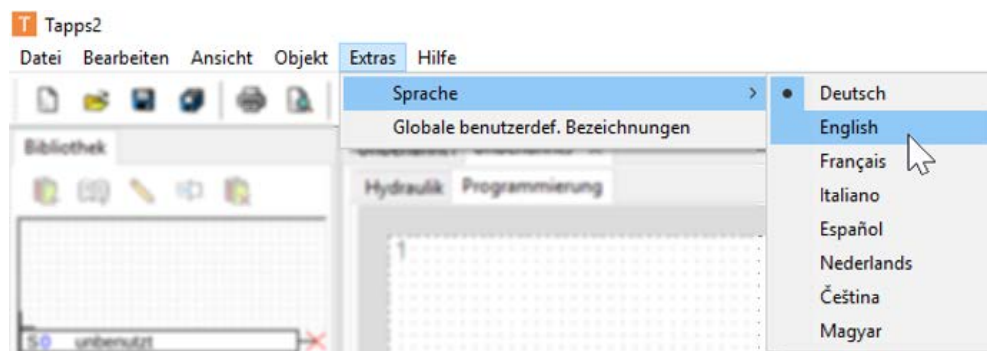 T Tapps2
Datei Bearbeiten Ansicht Objekt Extras Hilfe
Sprache
Globale benutzerdef. Bezeichnungen
Deutsch
English
Français
Italiano
Español
Nederlands
Čeština
Magyar
Bibliothek
Hydraulik Programmierung
1
S0 unbenutzt